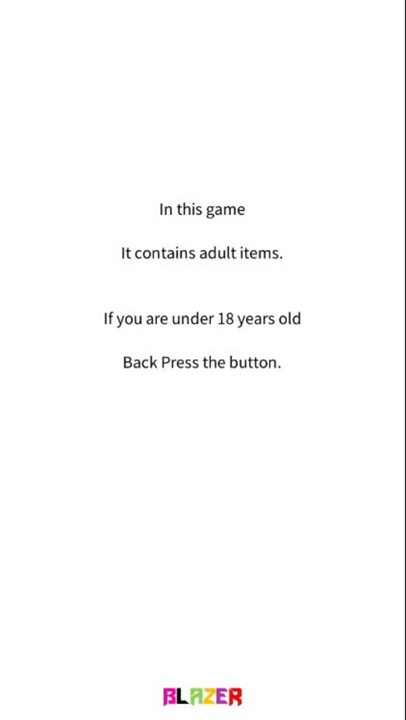 In this game
It contains adult items.
If you are under 18 years old
Back Press the button.
BLAZER